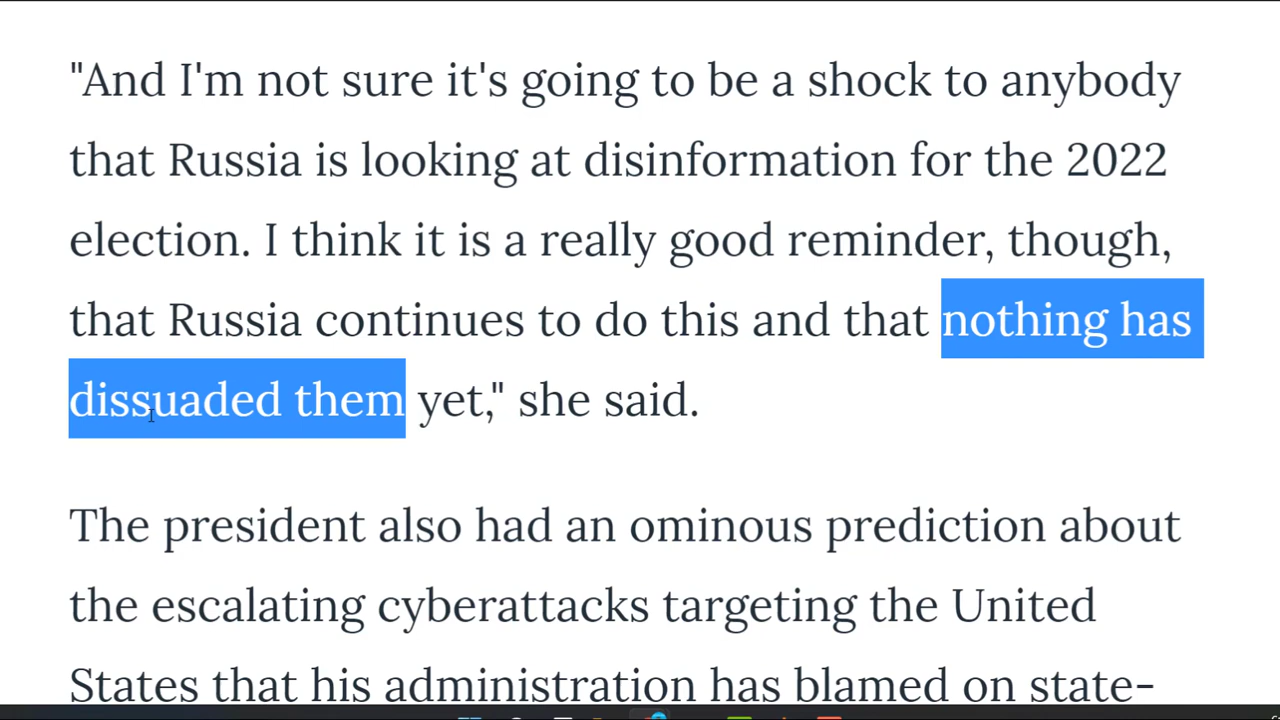 "And I'm not sure it's going to be a shock to anybody
that Russia is looking at disinformation for the 2022
election. I think it is a really good reminder, though,
that Russia continues to do this and that nothing has
dissuaded them yet," she said.
The president also had an ominous prediction about
the escalating cyberattacks targeting the United
States that his administration has blamed on state-